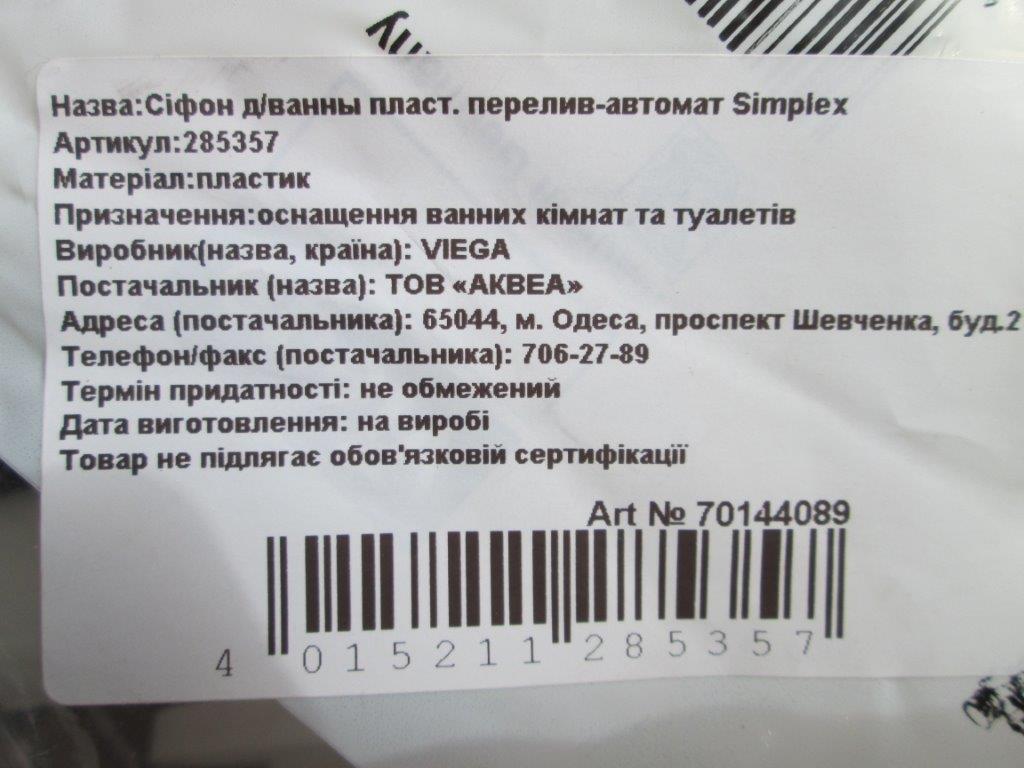 Назва:Сіфон д/ванны пласт. перелив-автомат Simplex
Артикул:285357
Матеріал:пластик
Призначення:оснащення ванних кімнат та туалетів
Виробник(назва, країна): VIEGA
Постачальник (назва): ТОВ «АКВЕА»
Адреса (постачальника): 65044, м. Одеса, проспект Шевченка, буд.2
Телефон/факс (постачальника): 706-27-89
Термін придатності: не обмежений
Дата виготовлення: на виробі
Товар не підлягає обов'язковій сертифікації
Art № 70144089
4 015211 285357